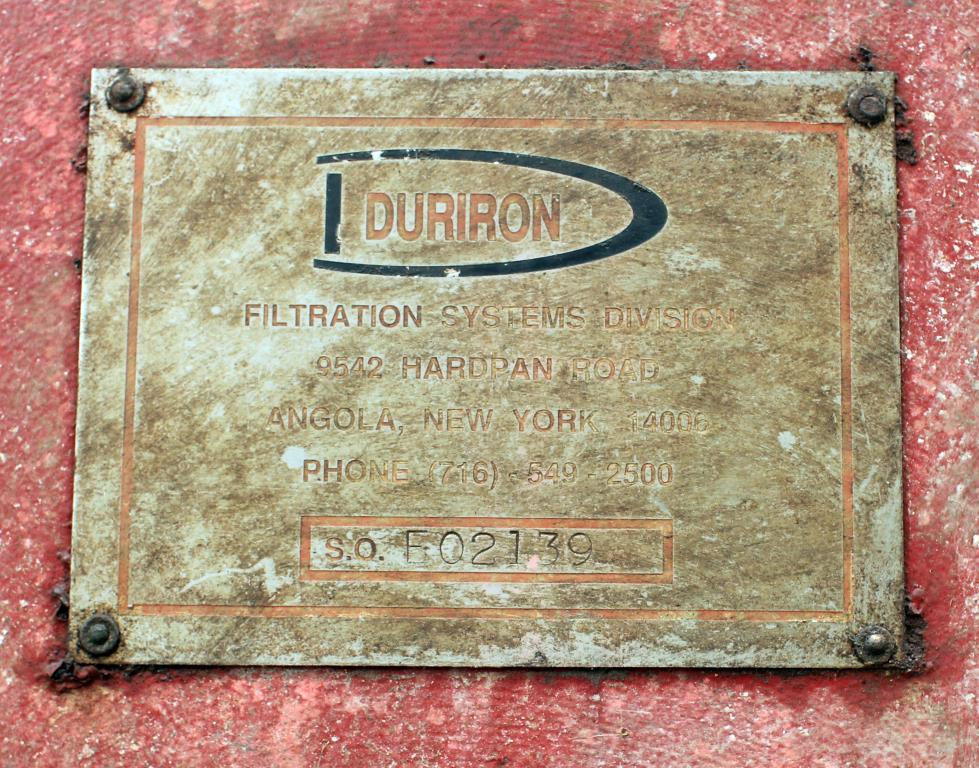 DURIRON
FILTRATION SYSTEMS DIVISION
9542 HARDPAN ROAD
ANGOLA, NEW YORK 14006
PHONE (716) - 549 - 2500
S.O. F02139